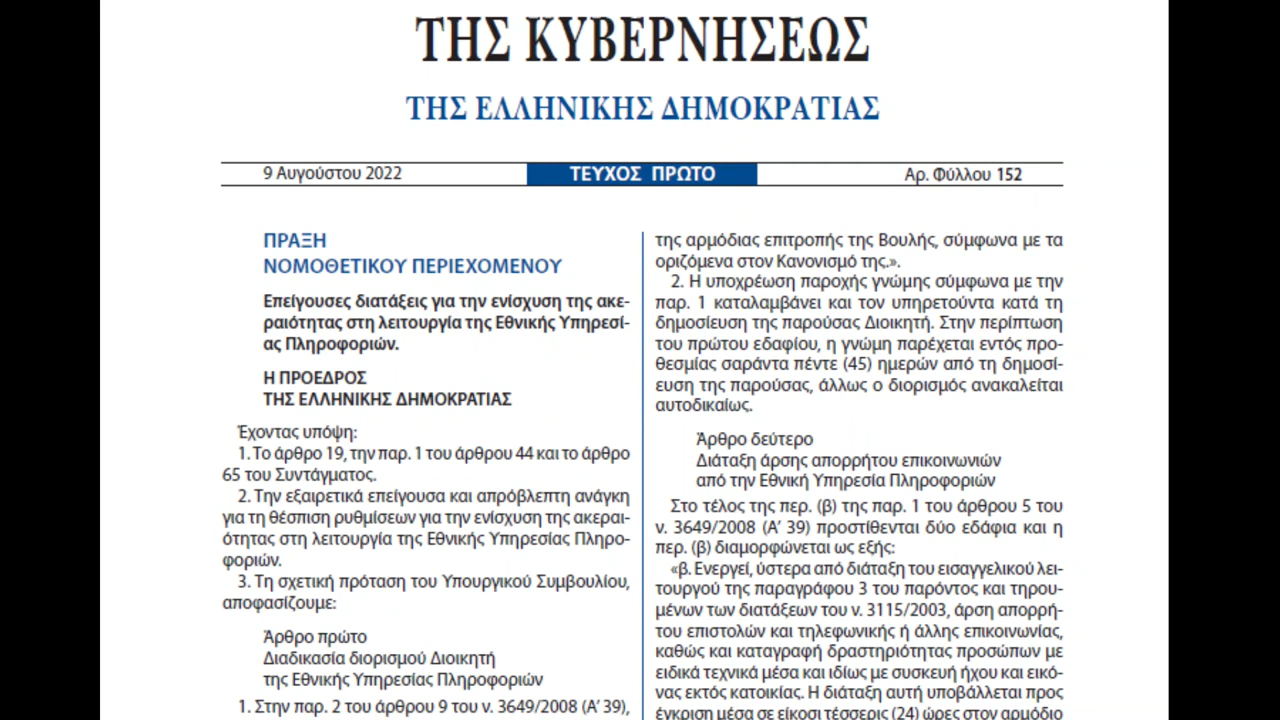 ΤΗΣ ΚΥΒΕΡΝΗΣΕΩΣ
ΤΗΣ ΕΛΛΗΝΙΚΗΣ ΔΗΜΟΚΡΑΤΙΑΣ
9 Αυγούστου 2022 ΤΕΥΧΟΣ ΠΡΩΤΟ Αρ. Φύλλου 152
ΠΡΑΞΗ
ΝΟΜΟΘΕΤΙΚΟΥ ΠΕΡΙΕΧΟΜΕΝΟΥ
Επείγουσες διατάξεις για την ενίσχυση της ακε-
ραιότητας στη λειτουργία της Εθνικής Υπηρεσί-
ας Πληροφοριών.
Η ΠΡΟΕΔΡΟΣ
ΤΗΣ ΕΛΛΗΝΙΚΗΣ ΔΗΜΟΚΡΑΤΙΑΣ
Έχοντας υπόψη:
1. Το άρθρο 19, την παρ. 1 του άρθρου 44 και το άρθρο
65 του Συντάγματος.
2. Την εξαιρετικά επείγουσα και απρόβλεπτη ανάγκη
για τη θέσπιση ρυθμίσεων για την ενίσχυση της ακεραι-
ότητας στη λειτουργία της Εθνικής Υπηρεσίας Πληρο-
φοριών.
3. Τη σχετική πρόταση του Υπουργικού Συμβουλίου,
αποφασίζουμε:
Άρθρο πρώτο
Διαδικασία διορισμού Διοικητή
της Εθνικής Υπηρεσίας Πληροφοριών
1. Στην παρ. 2 του άρθρου 9 του ν. 3649/2008 (Α’ 39),
της αρμόδιας επιτροπής της Βουλής, σύμφωνα με τα
οριζόμενα στον Κανονισμό της.».
2. Η υποχρέωση παροχής γνώμης σύμφωνα με την
παρ. 1 καταλαμβάνει και τον υπηρετούντα κατά τη
δημοσίευση της παρούσας Διοικητή. Στην περίπτωση
του πρώτου εδαφίου, η γνώμη παρέχεται εντός προ-
θεσμίας σαράντα πέντε (45) ημερών από τη δημοσί-
ευση της παρούσας, άλλως ο διορισμός ανακαλείται
αυτοδικαίως.
Άρθρο δεύτερο
Διάταξη άρσης απορρήτου επικοινωνιών
από την Εθνική Υπηρεσία Πληροφοριών
Στο τέλος της περ. (β) της παρ. 1 του άρθρου 5 του
ν. 3649/2008 (Α’ 39) προστίθενται δύο εδάφια και η
περ. (β) διαμορφώνεται ως εξής:
«β. Ενεργεί, ύστερα από διάταξη του εισαγγελικού λει-
τουργού της παραγράφου 3 του παρόντος και τηρου-
μένων των διατάξεων του ν. 3115/2003, άρση απορρή-
του επιστολών και τηλεφωνικής ή άλλης επικοινωνίας,
καθώς και καταγραφή δραστηριότητας προσώπων με
ειδικά τεχνικά μέσα και ιδίως με συσκευή ήχου και εικό-
νας εκτός κατοικίας. Η διάταξη αυτή υποβάλλεται προς
έγκριση μέσα σε είκοσι τέσσερις (24) ώρες στον αρμόδιο